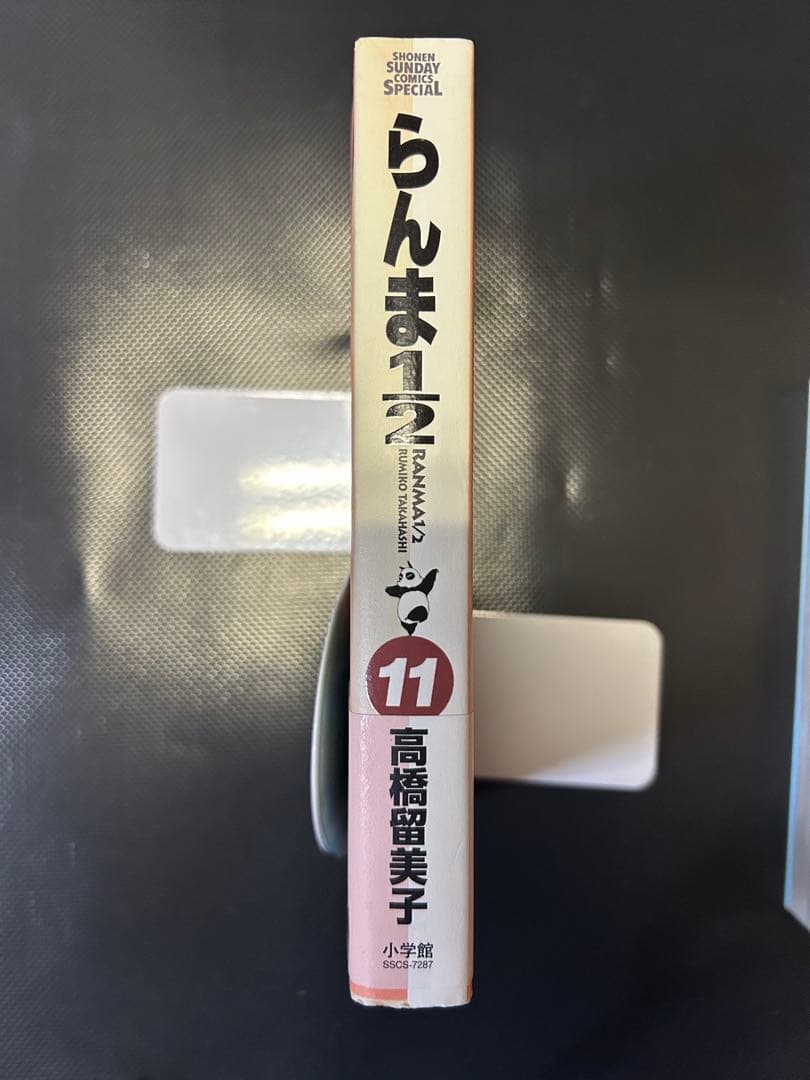 SHONEN
SUNDAY
COMICS
SPECIAL
らんま1/2
RANMA1/2
RUMIKO TAKAHASHI
11
高橋留美子
小学館
SSCS-7287